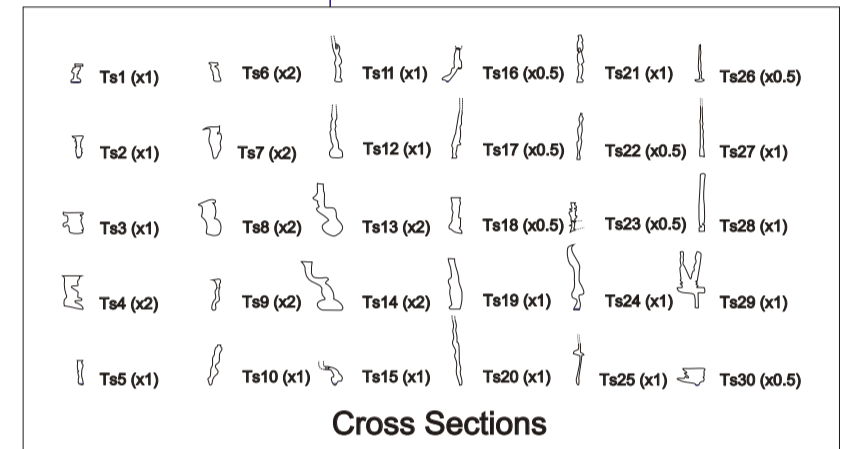 Ts1 (x1) Ts6 (x2) Ts11 (x1) Ts16 (x0.5) Ts21 (x1) Ts26 (x0.5)
Ts2 (x1) Ts7 (x2) Ts12 (x1) Ts17 (x0.5) Ts22 (x0.5) Ts27 (x1)
Ts3 (x1) Ts8 (x2) Ts13 (x2) Ts18 (x0.5) Ts23 (x0.5) Ts28 (x1)
Ts4 (x2) Ts9 (x2) Ts14 (x2) Ts19 (x1) Ts24 (x1) Ts29 (x1)
Ts5 (x1) Ts10 (x1) Ts15 (x1) Ts20 (x1) Ts25 (x1) Ts30 (x0.5)
Cross Sections